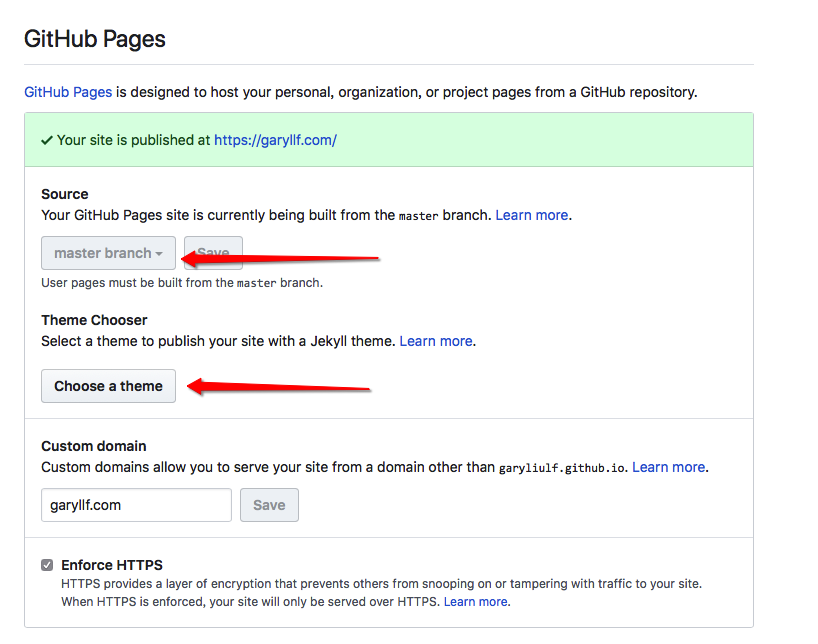 GitHub Pages
GitHub Pages is designed to host your personal, organization, or project pages from a GitHub repository.
Your site is published at https://garyllf.com/
Source
Your GitHub Pages site is currently being built from the master branch. Learn more.
master branch Save
User pages must be built from the master branch.
Theme Chooser
Select a theme to publish your site with a Jekyll theme. Learn more.
Choose a theme
Custom domain
Custom domains allow you to serve your site from a domain other than garyliulf.github.io. Learn more.
garyllf.com Save
Enforce HTTPS
HTTPS provides a layer of encryption that prevents others from snooping on or tampering with traffic to your site.
When HTTPS is enforced, your site will only be served over HTTPS. Learn more.